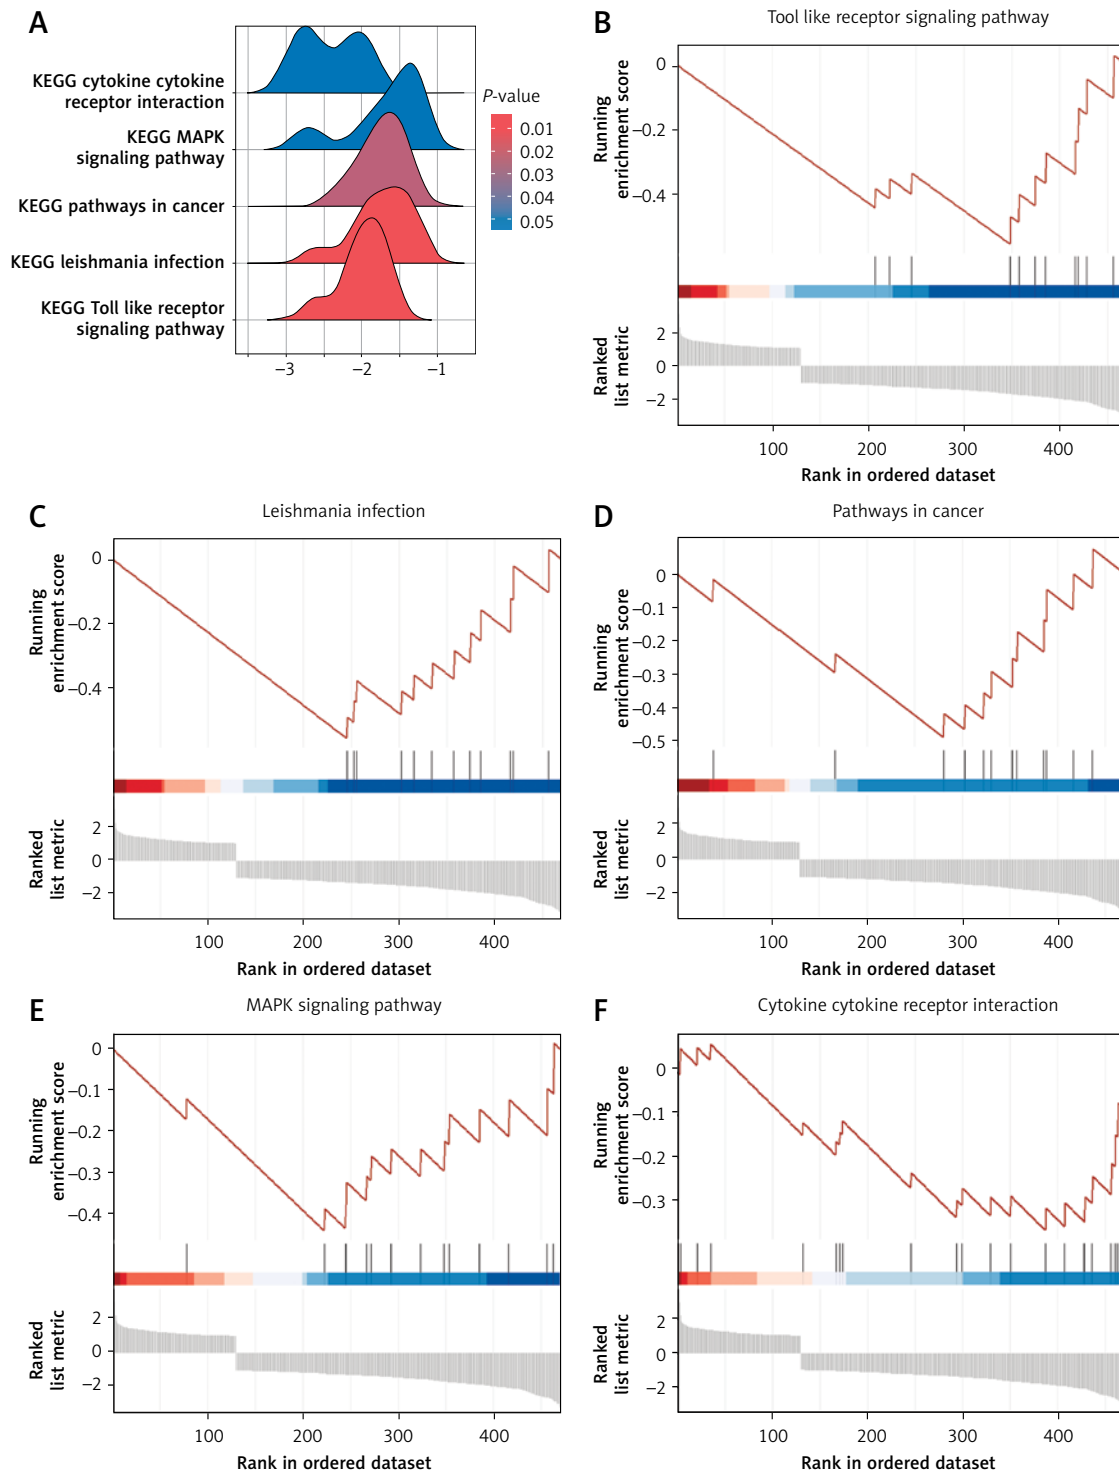 A
KEGG cytokine cytokine
receptor interaction
KEGG MAPK
signaling pathway
KEGG pathways in cancer
KEGG leishmania infection
KEGG Toll like receptor
signaling pathway
−3 −2 −1
P-value
0.01
0.02
0.03
0.04
0.05
B
Tool like receptor signaling pathway
Running
enrichment score
0
−0.2
−0.4
Ranked
list metric
2
0
−2
100 200 300 400
Rank in ordered dataset
C
Leishmania infection
Running
enrichment score
0
−0.2
−0.4
Ranked
list metric
2
0
−2
100 200 300 400
Rank in ordered dataset
D
Pathways in cancer
Running
enrichment score
0
−0.1
−0.2
−0.3
−0.4
−0.5
Ranked
list metric
2
0
−2
100 200 300 400
Rank in ordered dataset
E
MAPK signaling pathway
Running
enrichment score
0
−0.1
−0.2
−0.3
−0.4
Ranked
list metric
2
0
−2
100 200 300 400
Rank in ordered dataset
F
Cytokine cytokine receptor interaction
Running
enrichment score
0
−0.1
−0.2
−0.3
Ranked
list metric
2
0
−2
100 200 300 400
Rank in ordered dataset